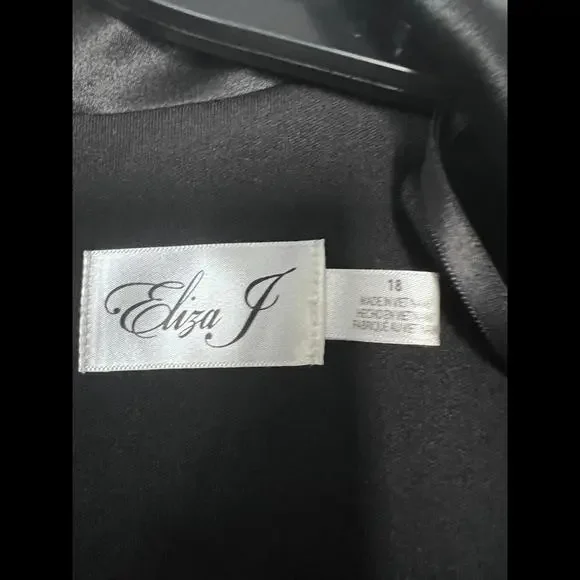 Eliza J
18
MADE IN VIETNAM
HECHO EN VIETNAM
FABRIQUÉ AU VIETNAM